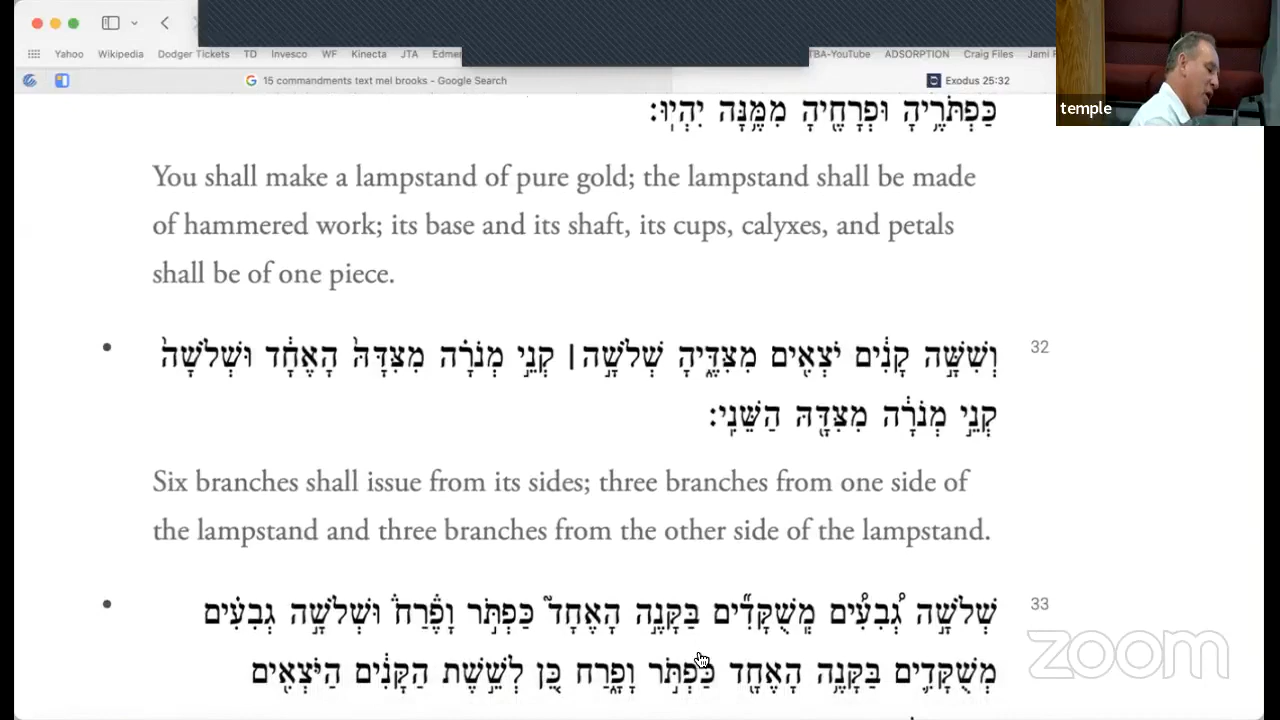 Yahoo Wikipedia Dodger Tickets TD Invesco WF Kinecta JTA TBA-YouTube ADSORPTION Craig Files Jami
15 commandments text mel brooks - Google Search Exodus 25:32
temple
כַּפְתֹּרֶ֥יהָ וּפְרָחֶ֖יהָ מִמֶּ֥נָּה יִהְיֽוּ׃
You shall make a lampstand of pure gold; the lampstand shall be made
of hammered work; its base and its shaft, its cups, calyxes, and petals
shall be of one piece.
• וְשִׁשָּׁ֣ה קָנִ֔ים יֹצְאִ֖ים מִצִּדֶּ֑יהָ שְׁלֹשָׁ֣ה ׀ קְנֵ֣י מְנֹרָ֗ה מִצִּדָּהּ֙ הָאֶחָ֔ד וּשְׁלֹשָׁה֙ 32
קְנֵ֣י מְנֹרָ֔ה מִצִּדָּ֖הּ הַשֵּׁנִֽי׃
Six branches shall issue from its sides; three branches from one side of
the lampstand and three branches from the other side of the lampstand.
• שְׁלֹשָׁ֣ה גְ֠בִעִ֠ים מְֽשֻׁקָּדִ֞ים בַּקָּנֶ֣ה הָאֶחָד֮ כַּפְתֹּ֣ר וָפֶ֒רַח֒ וּשְׁלֹשָׁ֣ה גְבִעִ֗ים 33
מְשֻׁקָּדִ֛ים בַּקָּנֶ֥ה הָאֶחָ֖ד כַּפְתֹּ֣ר וָפָ֑רַח כֵּ֚ן לְשֵׁ֣שֶׁת הַקָּנִ֔ים הַיֹּצְאִ֖ים
zoom